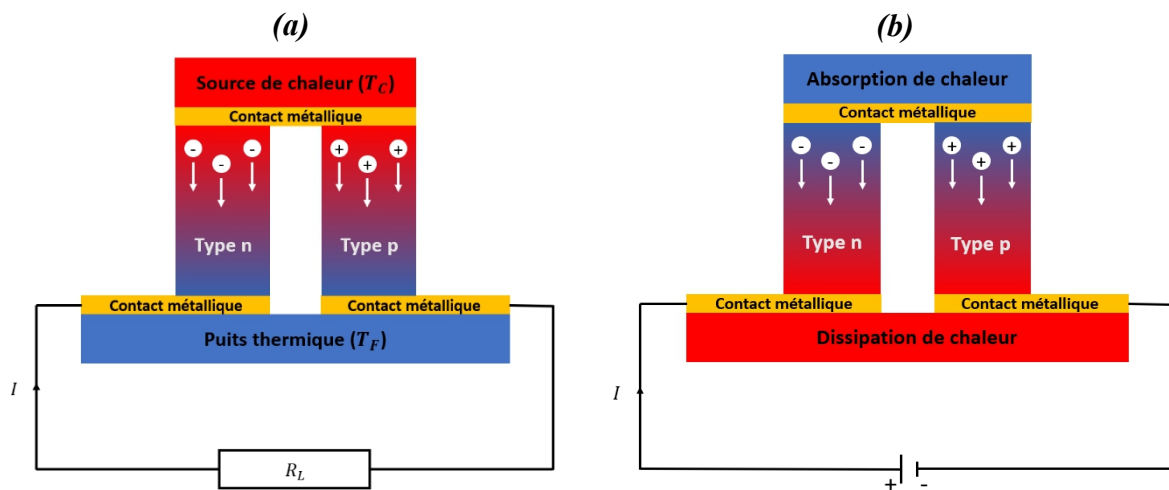 (a)
Source de chaleur (T_C)
Contact métallique
- - -
+ + +
Type n
Type p
Contact métallique
Contact métallique
Puits thermique (T_F)
I
R_L
(b)
Absorption de chaleur
Contact métallique
- - -
+ + +
Type n
Type p
Contact métallique
Contact métallique
Dissipation de chaleur
I
+ -